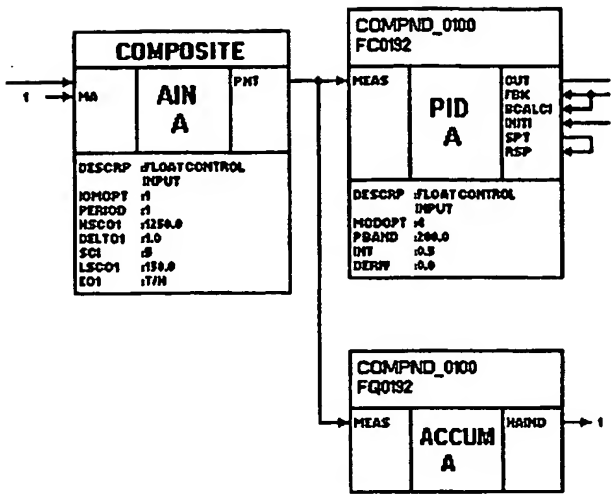 COMPOSITE
1 MA
AIN
A
PNT
DESCRP :FLOAT CONTROL
INPUT
IOMOPT :1
PERIOD :1
HSCO1 :1250.0
DELTO1 :1.0
SCI :5
LSCO1 :150.0
EO1 :T/H
COMPND_0100
FC0192
MEAS
PID
A
OUT
FBK
BCALCI
INITI
SPT
RSP
DESCRP :FLOAT CONTROL
INPUT
MODOPT :4
PBAND :200.0
INT :0.5
DERIV :0.0
COMPND_0100
FQ0192
MEAS
ACCUM
A
HAIND 1